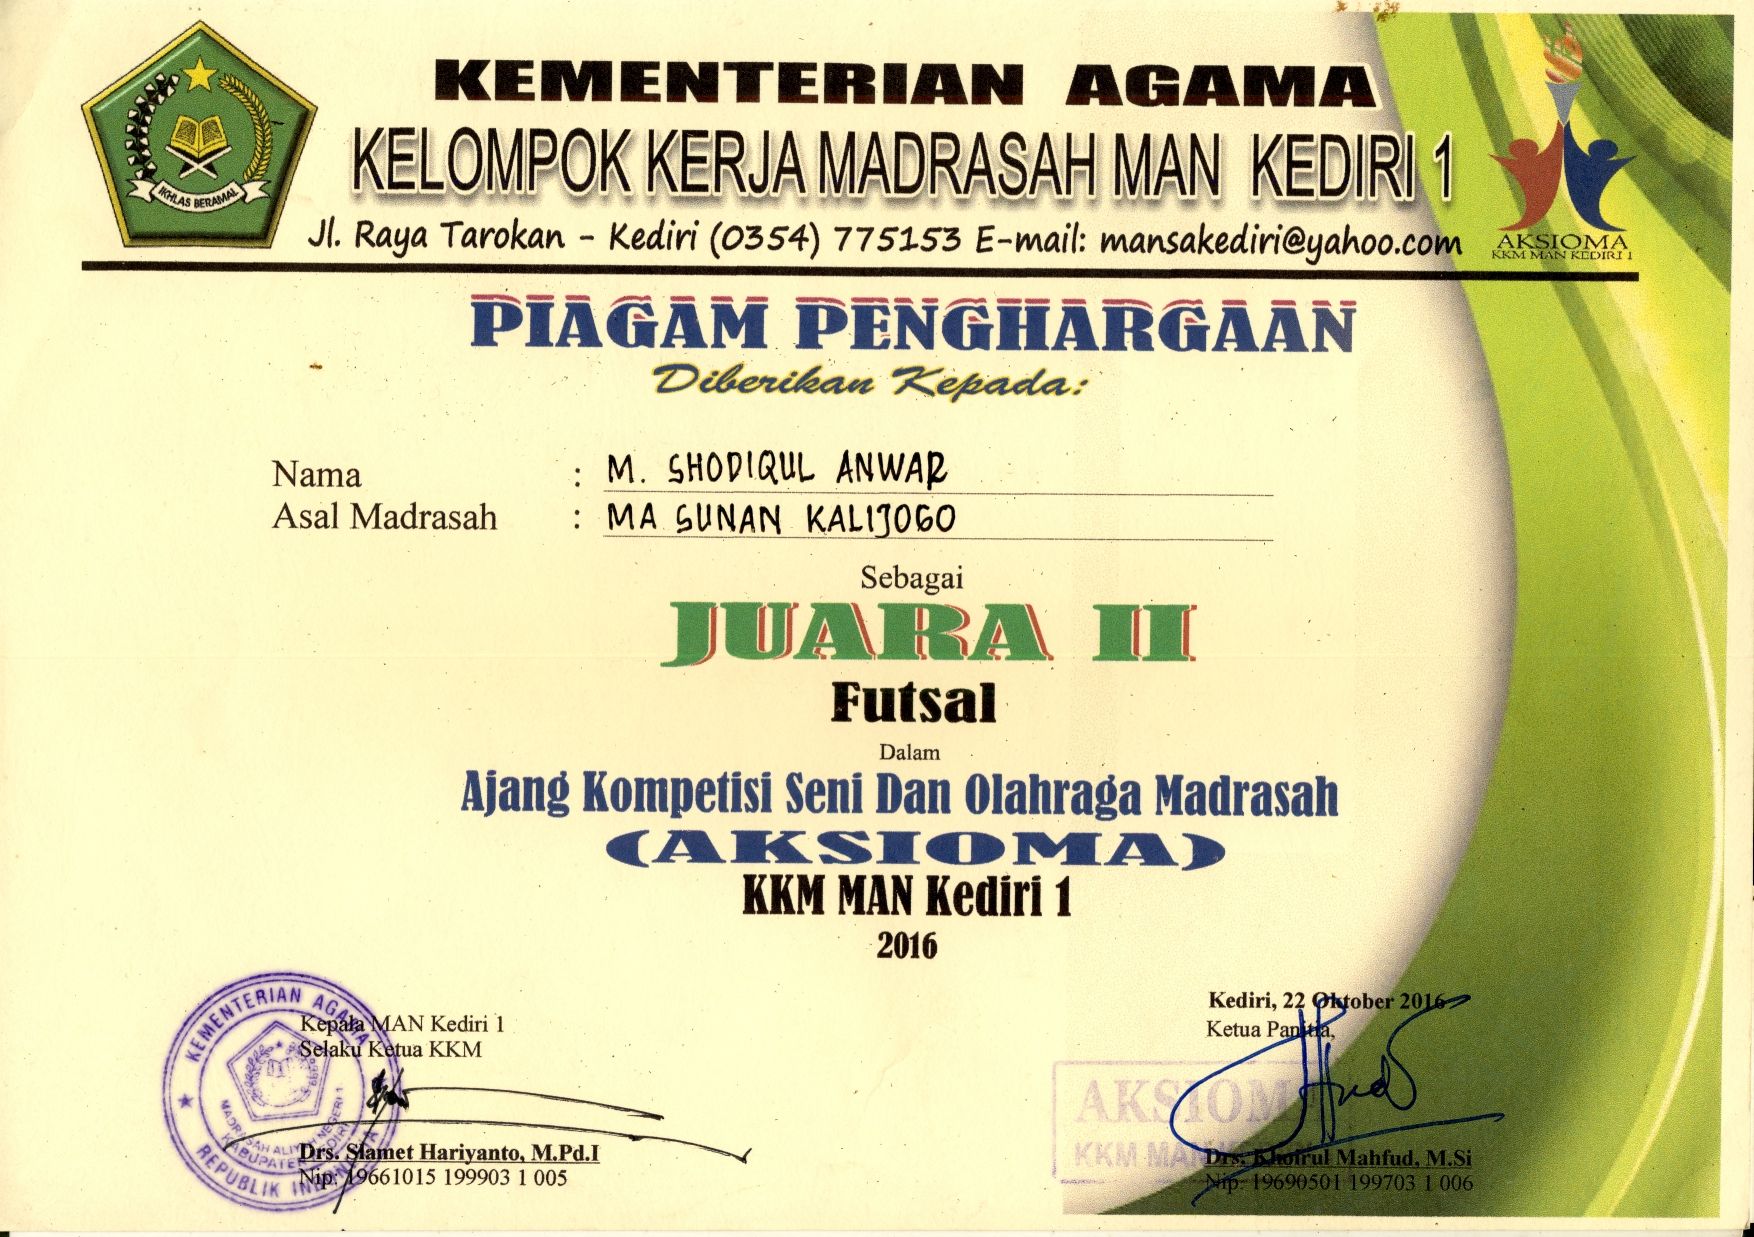 KEMENTERIAN AGAMA
KELOMPOK KERJA MADRASAH MAN KEDIRI 1
Jl. Raya Tarokan - Kediri (0354) 775153 E-mail: mansakediri@yahoo.com
IKHLAS BERAMAL
AKSIOMA
KKM MAN KEDIRI 1
PIAGAM PENGHARGAAN
Diberikan Kepada:
Nama : M. SHODIQUL ANWAR
Asal Madrasah : MA SUNAN KALIJOGO
Sebagai
JUARA II
Futsal
Dalam
Ajang Kompetisi Seni Dan Olahraga Madrasah
(AKSIOMA)
KKM MAN Kediri 1
2016
Kepala MAN Kediri 1
Selaku Ketua KKM
Drs. Slamet Hariyanto, M.Pd.I
Nip. 19661015 199903 1 005
KEMENTERIAN AGAMA
MADRASAH ALIYAH NEGERI 1
KABUPATEN KEDIRI
REPUBLIK INDONESIA
Kediri, 22 Oktober 2016
Ketua Panitia,
AKSIOMA
KKM MAN
Drs. Khoirul Mahfud, M.Si
Nip. 19690501 199703 1 006